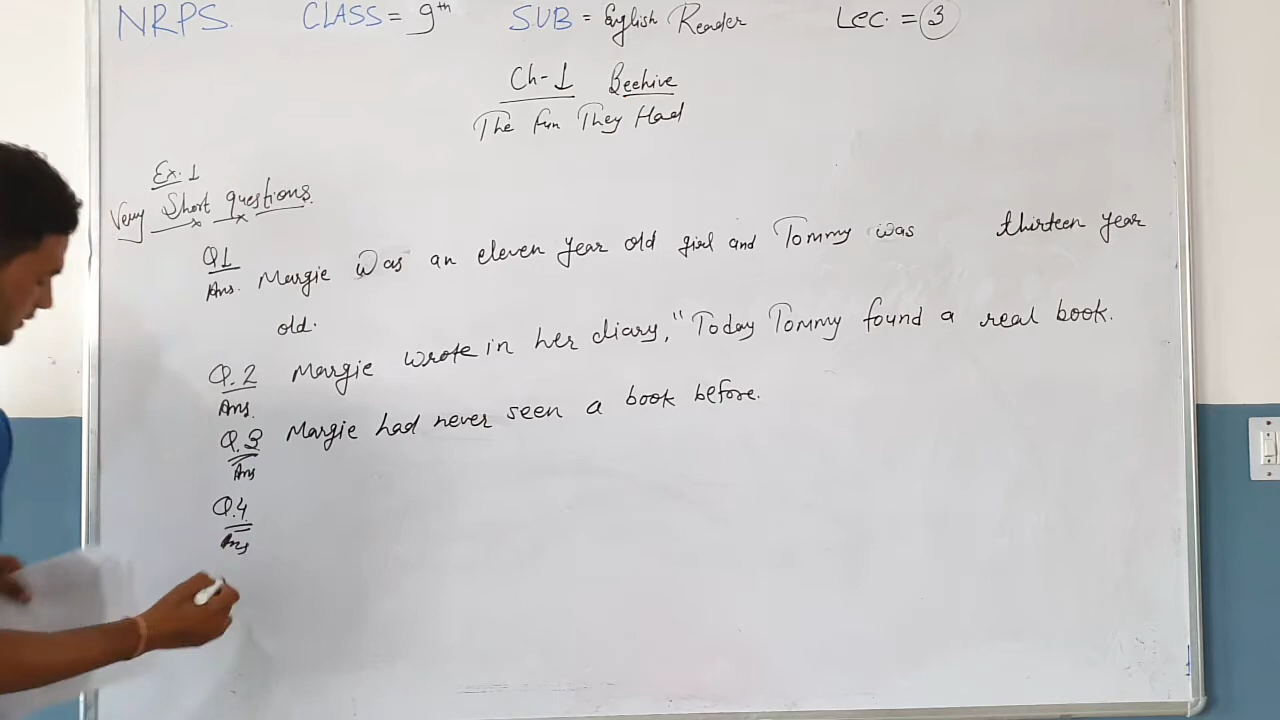 NRPS. CLASS = 9th SUB = English Reader Lec. = 3
Ch-1 Beehive
The Fun They Had
Ex. 1
Very Short questions.
Q1 Margie was an eleven year old girl and Tommy was thirteen year
Ans.
old.
Q.2 Margie wrote in her diary, "Today Tommy found a real book.
Ans.
Q.3 Margie had never seen a book before.
Ans
Q.4
Ans